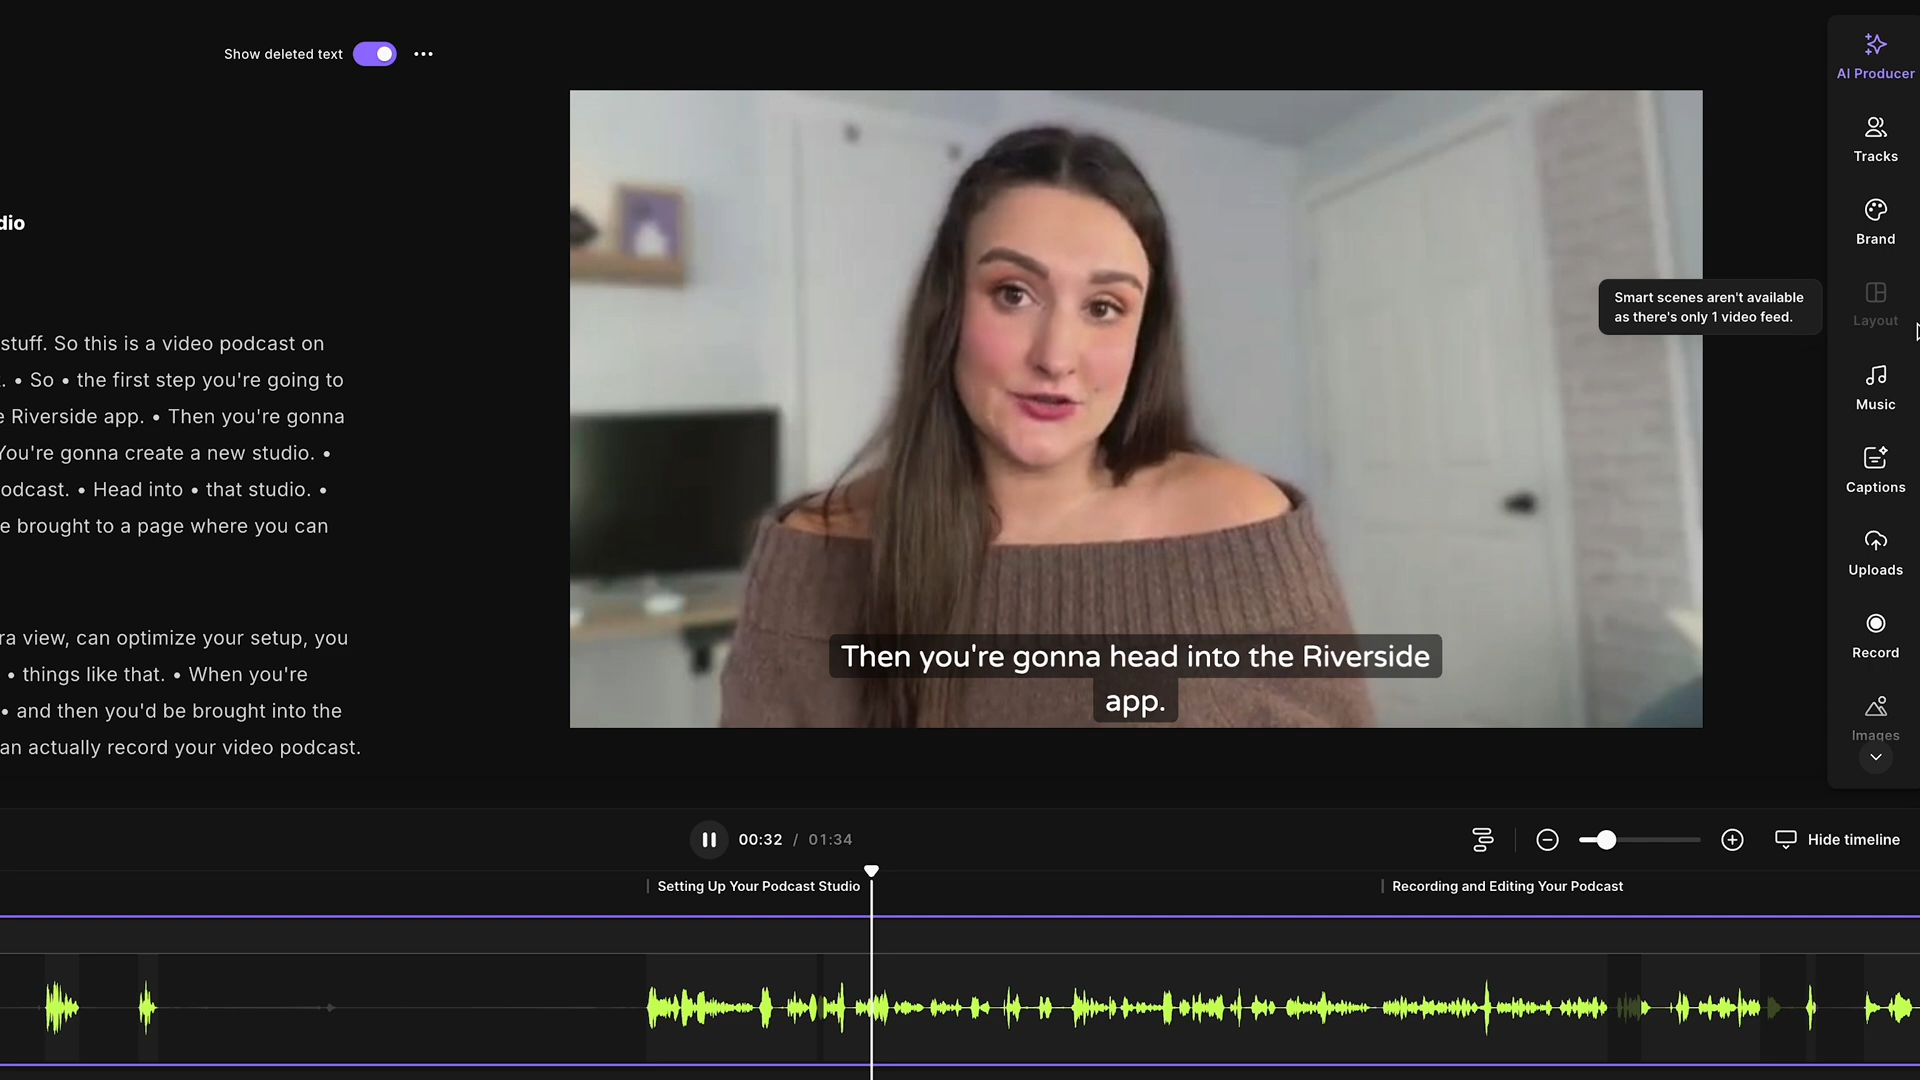 Show deleted text
dio
stuff. So this is a video podcast on
. • So • the first step you're going to
e Riverside app. • Then you're gonna
You're gonna create a new studio. •
odcast. • Head into • that studio. •
e brought to a page where you can
ra view, can optimize your setup, you
• things like that. • When you're
• and then you'd be brought into the
an actually record your video podcast.
Then you're gonna head into the Riverside
app.
Smart scenes aren't available
as there's only 1 video feed.
AI Producer
Tracks
Brand
Layout
Music
Captions
Uploads
Record
Images
00:32 / 01:34
Hide timeline
Setting Up Your Podcast Studio
Recording and Editing Your Podcast